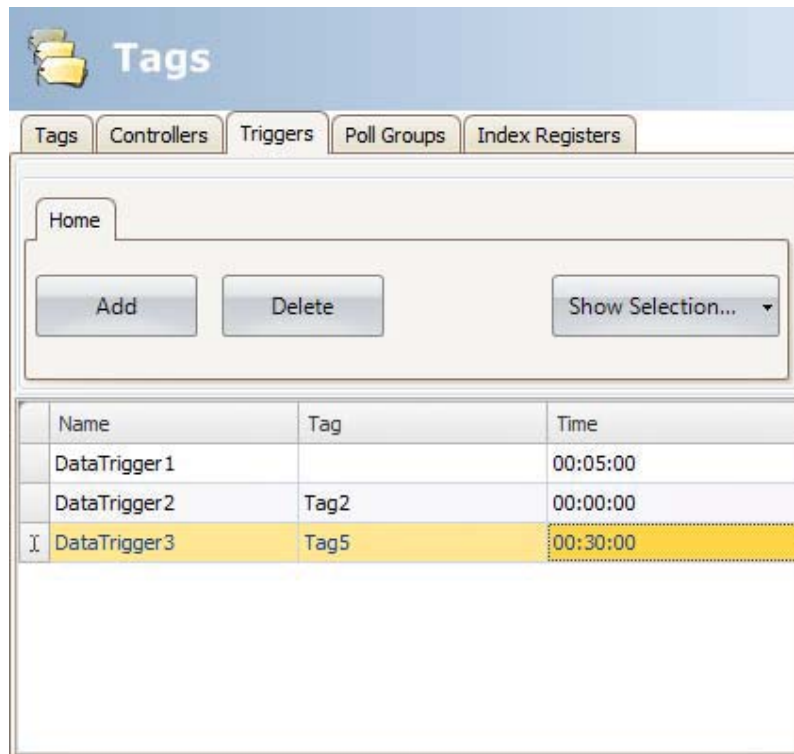 Tags
Tags Controllers Triggers Poll Groups Index Registers
Home
Add Delete Show Selection...
Name Tag Time
DataTrigger1 00:05:00
DataTrigger2 Tag2 00:00:00
DataTrigger3 Tag5 00:30:00